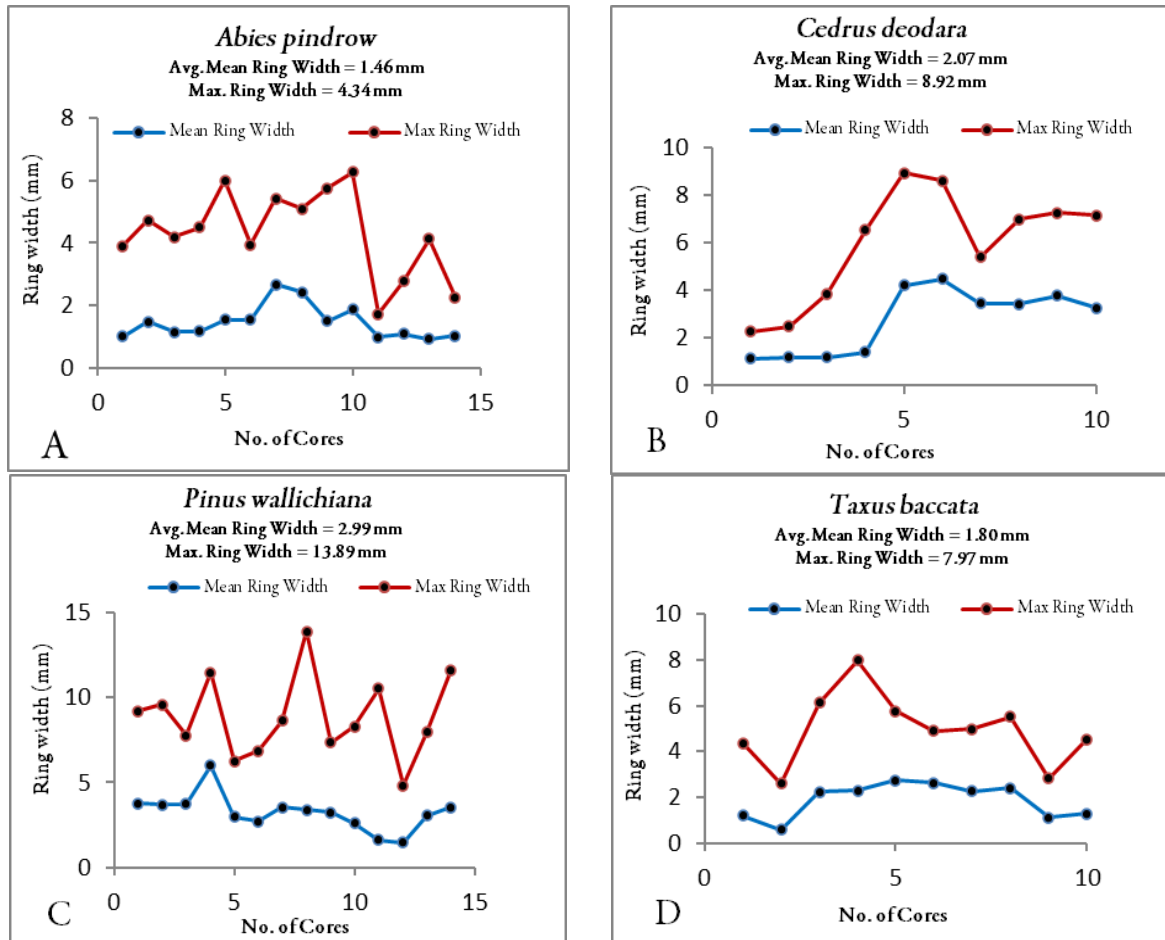 Abies pindrow
Avg. Mean Ring Width = 1.46 mm
Max. Ring Width = 4.34 mm
Mean Ring Width
Max Ring Width
Ring width (mm)
8
6
4
2
0
0 5 10 15
No. of Cores
A
Cedrus deodara
Avg. Mean Ring Width = 2.07 mm
Max. Ring Width = 8.92 mm
Mean Ring Width
Max Ring Width
Ring width (mm)
10
8
6
4
2
0
0 5 10
No. of Cores
B
Pinus wallichiana
Avg. Mean Ring Width = 2.99 mm
Max. Ring Width = 13.89 mm
Mean Ring Width
Max Ring Width
Ring width (mm)
15
10
5
0
0 5 10 15
No. of Cores
C
Taxus baccata
Avg. Mean Ring Width = 1.80 mm
Max. Ring Width = 7.97 mm
Mean Ring Width
Max Ring Width
Ring width (mm)
10
8
6
4
2
0
0 5 10
No. of Cores
D